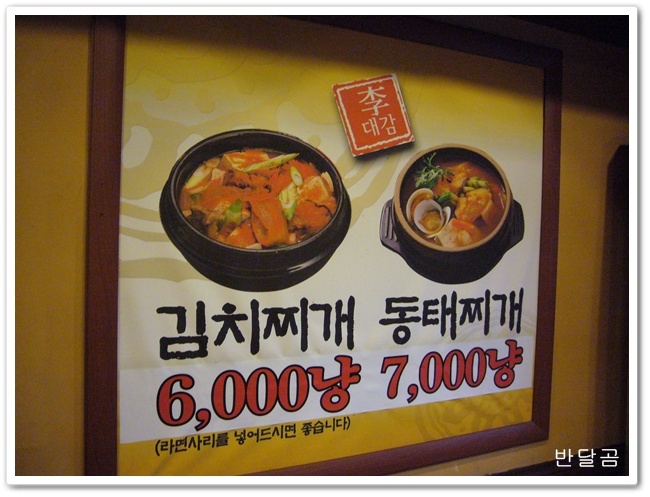 李
대감
김치찌개 동태찌개
6,000냥 7,000냥
(라면사리를 넣어드시면 좋습니다)
반달곰